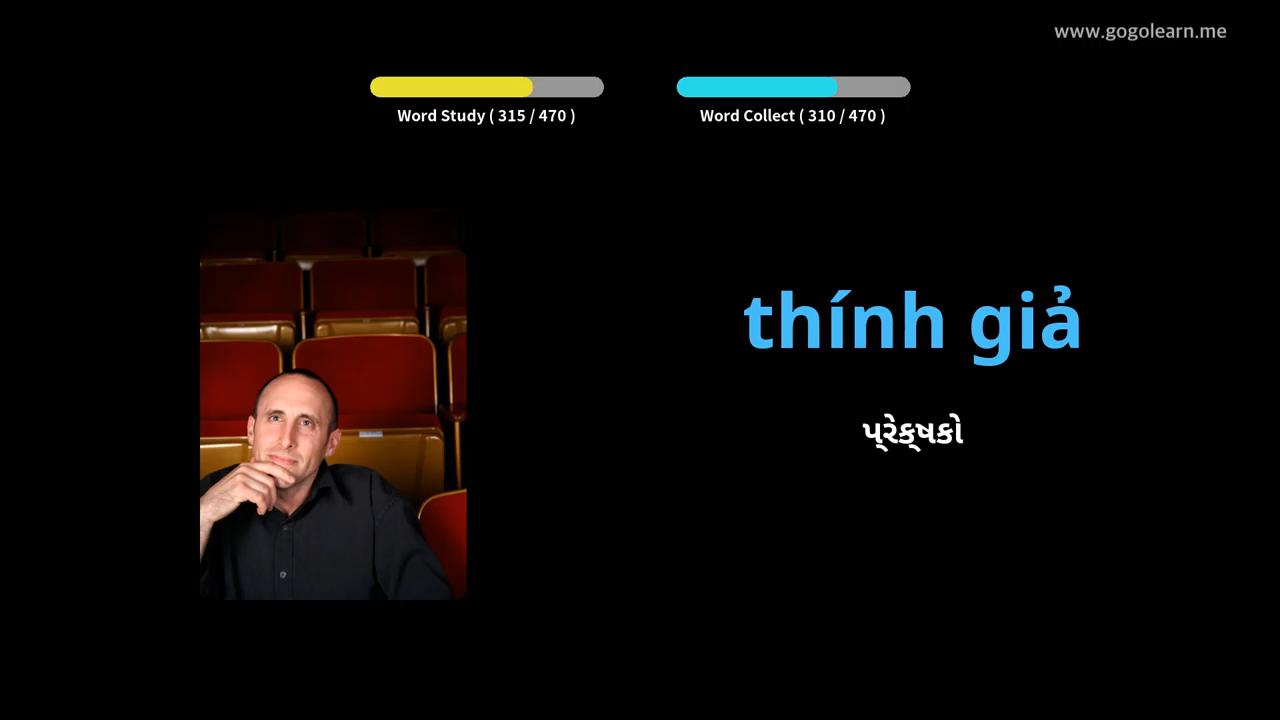 www.gogolearn.me
Word Study ( 315 / 470 )
Word Collect ( 310 / 470 )
thính giả
પ્રેક્ષકો